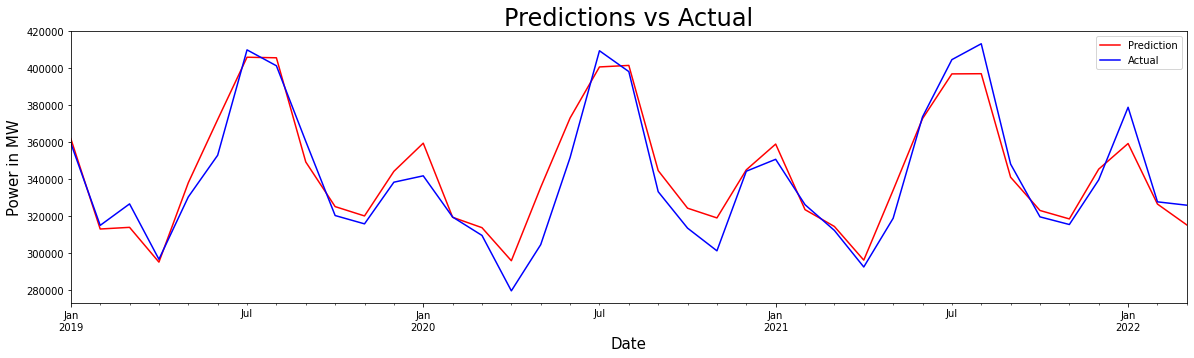 Predictions vs Actual
420000
400000
380000
360000
340000
320000
300000
280000
Power in MW
Prediction
Actual
Jan Jul Jan Jul Jan Jul Jan
2019 2020 2021 2022
Date